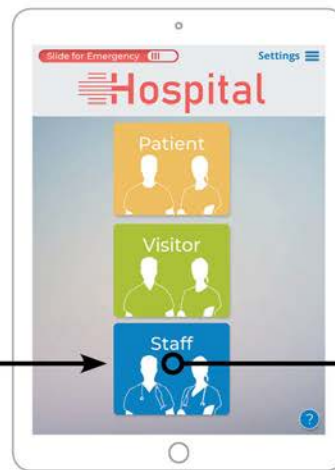 Slide for Emergency
Settings
Hospital
Patient
Visitor
Staff
?